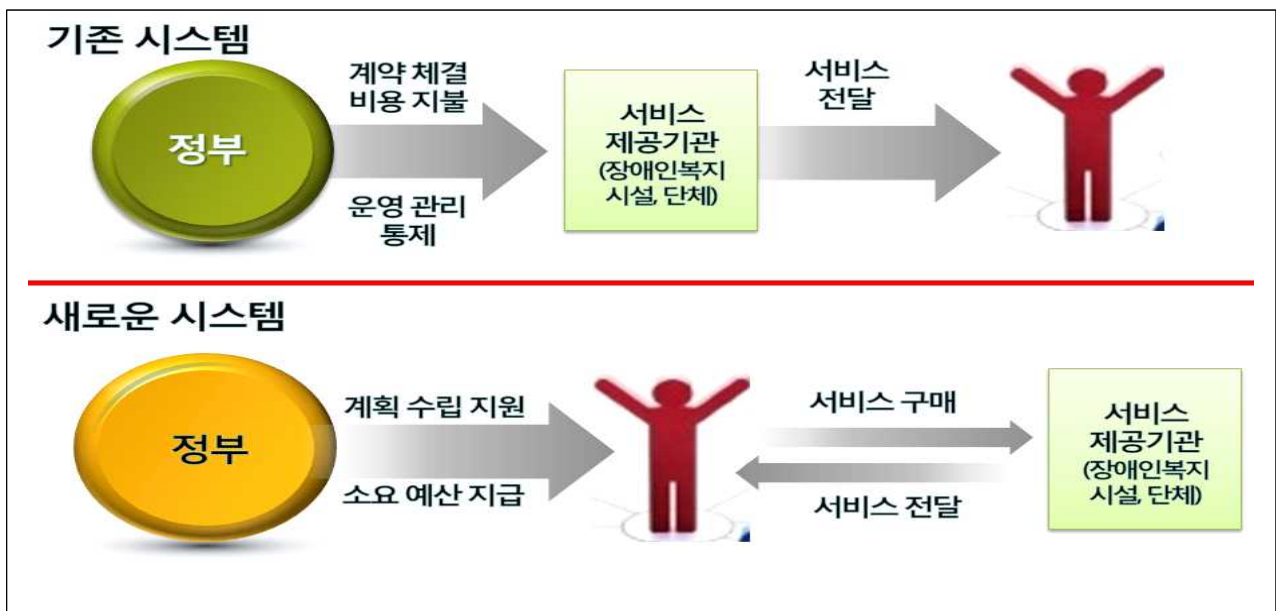 기존 시스템
정부
계약 체결
비용 지불
운영 관리
통제
서비스
제공기관
(장애인복지
시설, 단체)
서비스
전달
새로운 시스템
정부
계획 수립 지원
소요 예산 지급
서비스 구매
서비스 전달
서비스
제공기관
(장애인복지
시설, 단체)